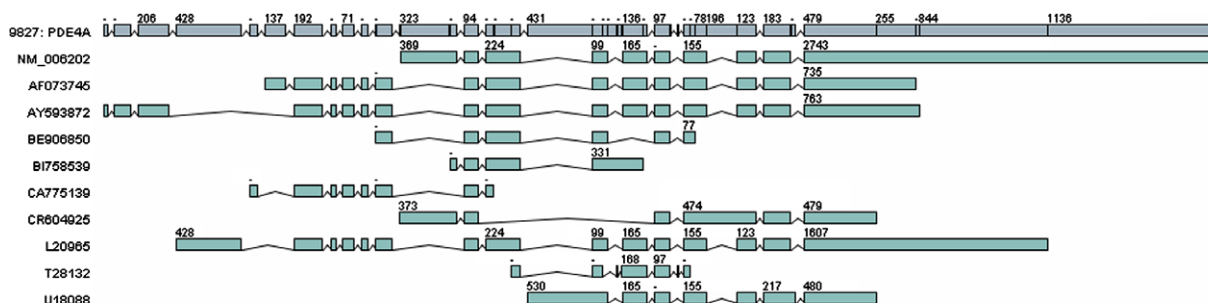 - - 206 428 - 137 192 - 71 - - 323 - 94 - - 431 - - - -136- 97 - - -78196 123 183 - 479 255 -844 1136
9827: PDE4A
NM_006202 369 224 99 165 - 155 2743
AF073745 - 735
AY593872 763
BE906850 - 77
BI758539 - 331
CA775139 - - -
CR604925 373 474 479
L20965 428 224 99 165 155 123 1607
T28132 - - 168 97 -
U18088 530 165 - 155 217 480